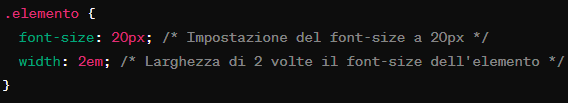 .elemento {
  font-size: 20px; /* Impostazione del font-size a 20px */
  width: 2em; /* Larghezza di 2 volte il font-size dell'elemento */
}